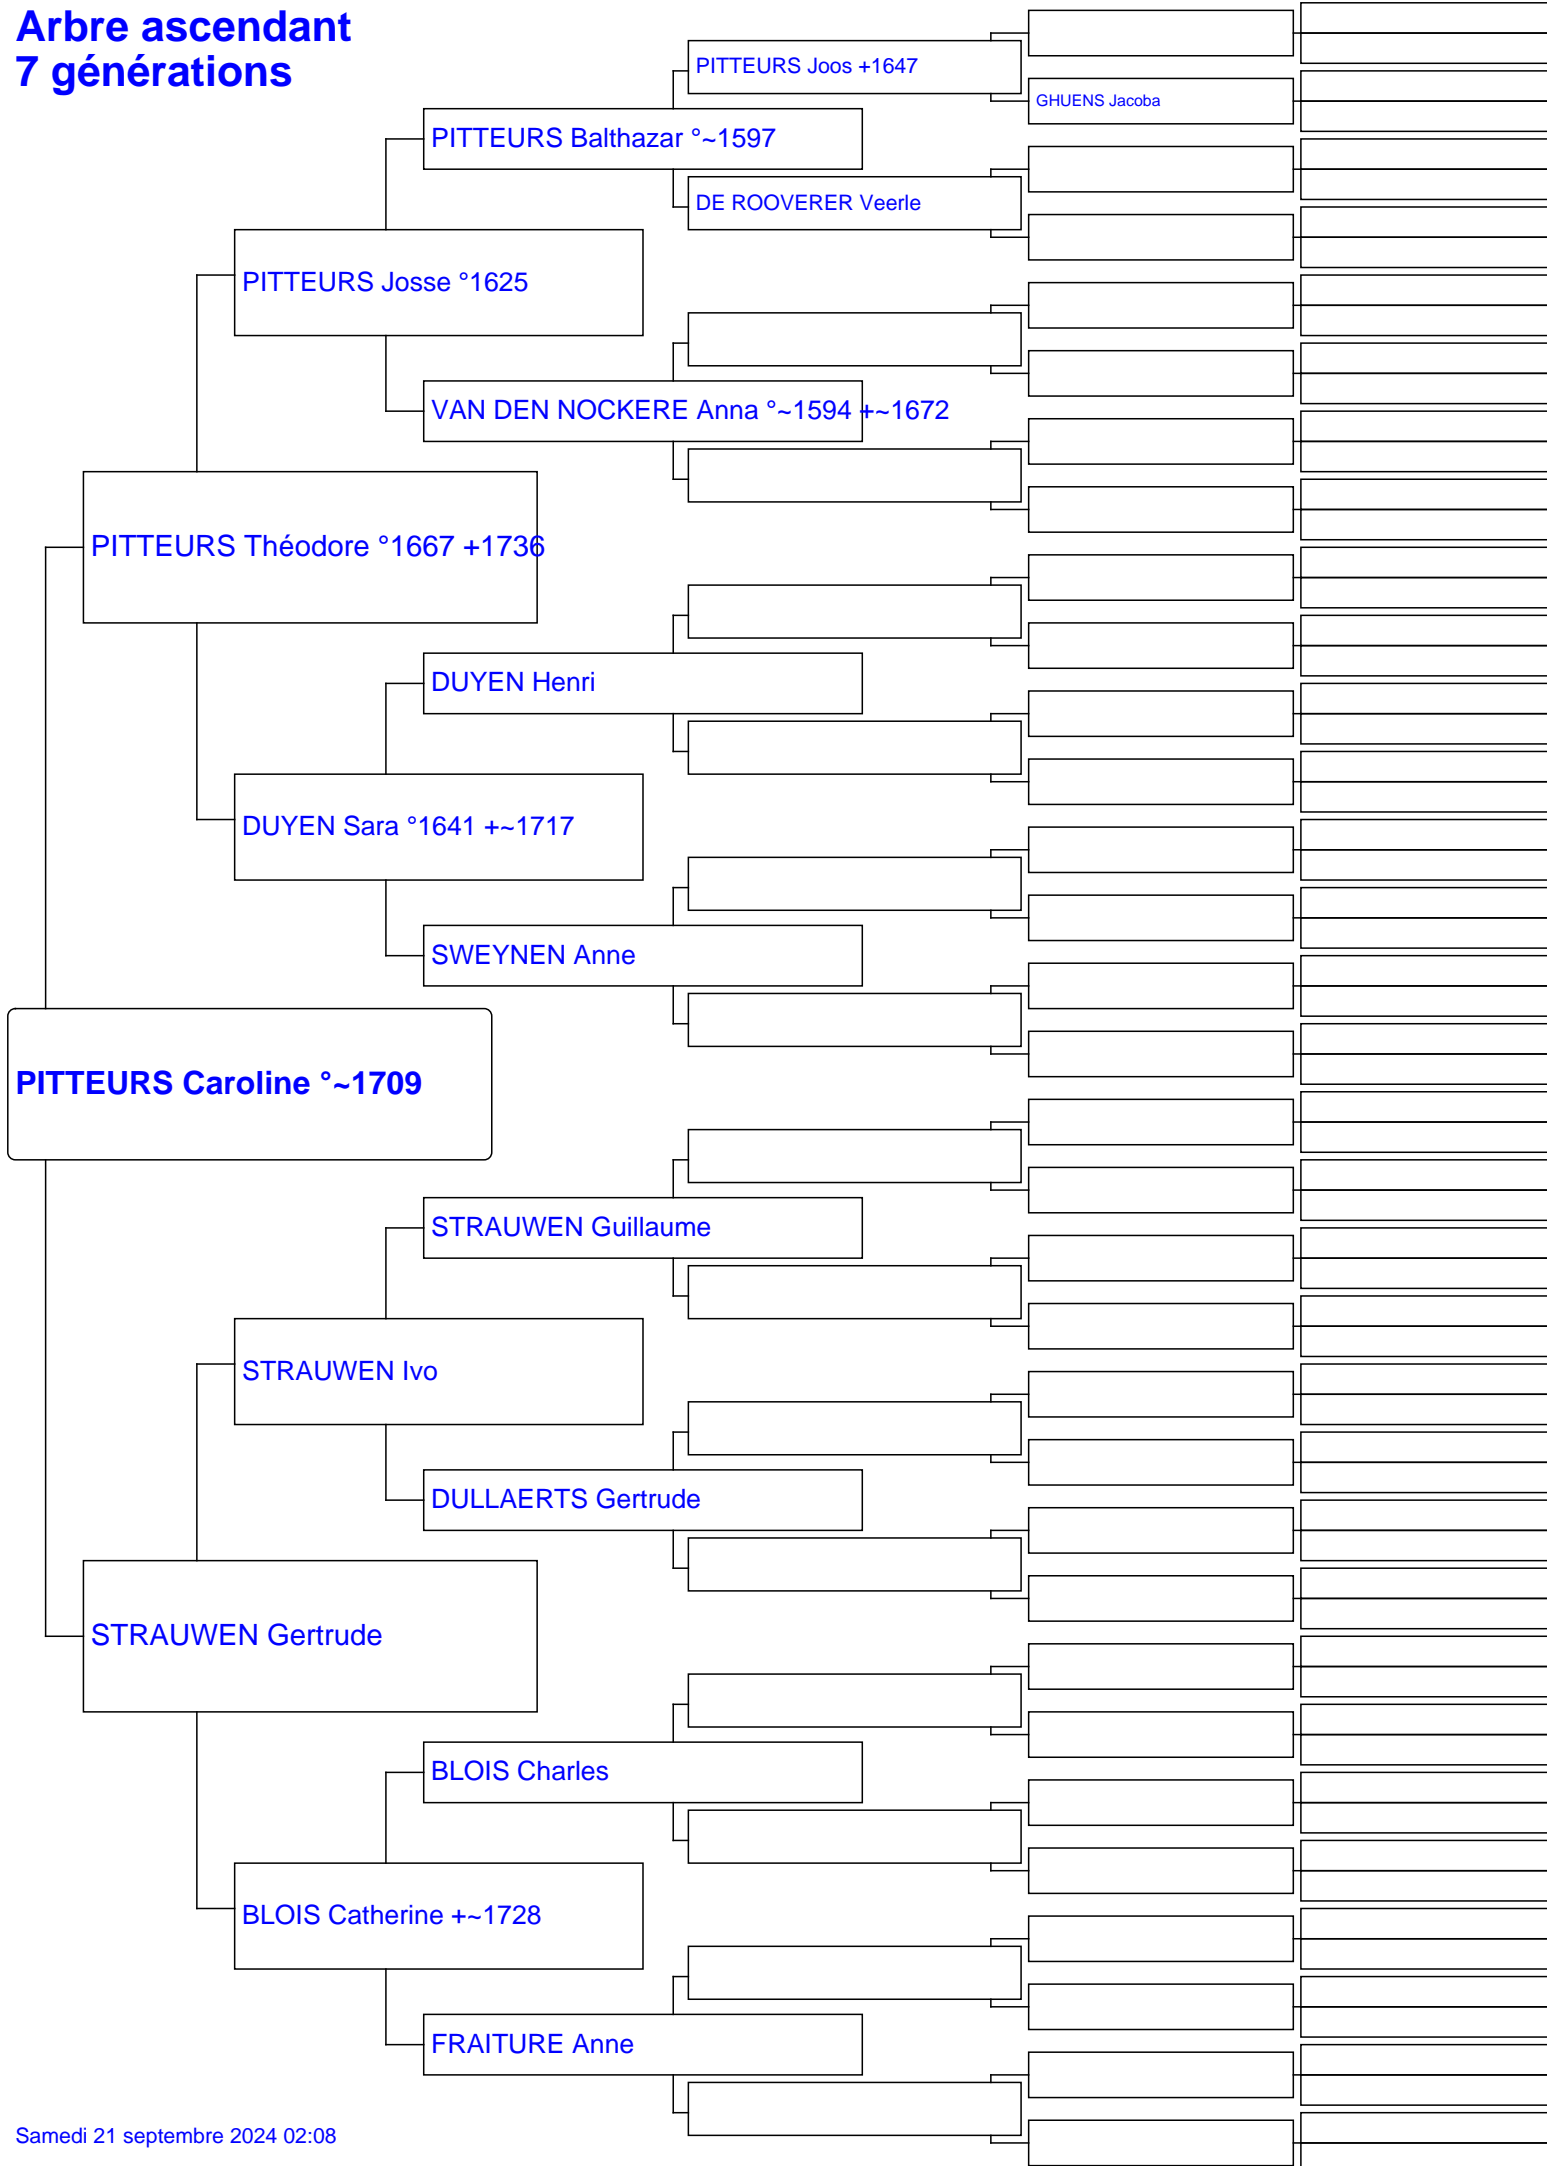 Arbre ascendant
7 générations
PITTEURS Joos +1647
GHUENS Jacoba
PITTEURS Balthazar °~1597
DE ROOVERER Veerle
PITTEURS Josse °1625
VAN DEN NOCKERE Anna °~1594 +~1672
PITTEURS Théodore °1667 +1736
DUYEN Henri
DUYEN Sara °1641 +~1717
SWEYNEN Anne
PITTEURS Caroline °~1709
STRAUWEN Guillaume
STRAUWEN Ivo
DULLAERTS Gertrude
STRAUWEN Gertrude
BLOIS Charles
BLOIS Catherine +~1728
FRAITURE Anne
Samedi 21 septembre 2024 02:08